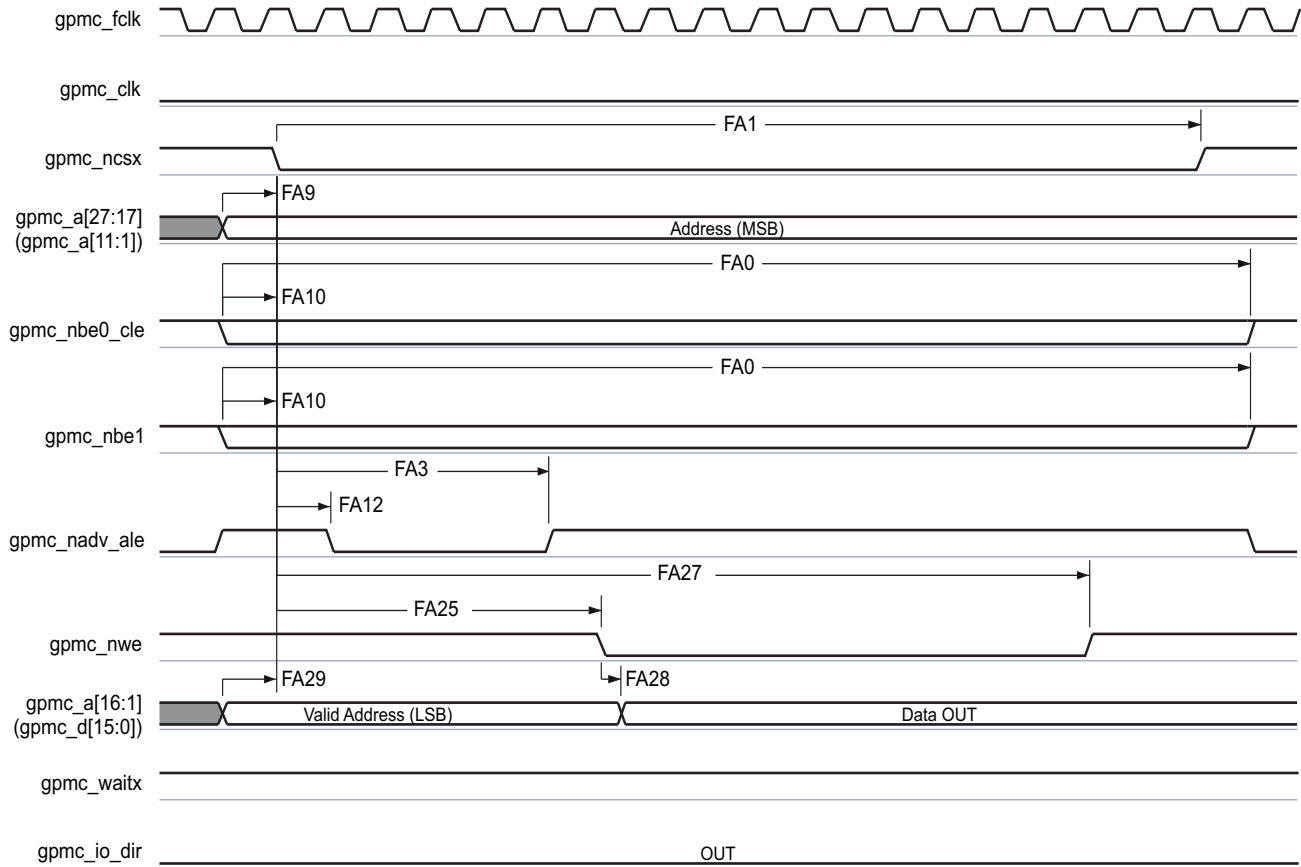 gpmc_fclk
gpmc_clk
FA1
gpmc_ncsx
FA9
gpmc_a[27:17]
(gpmc_a[11:1])
Address (MSB)
FA0
FA10
gpmc_nbe0_cle
FA0
FA10
gpmc_nbe1
FA3
FA12
gpmc_nadv_ale
FA27
FA25
gpmc_nwe
FA29
FA28
gpmc_a[16:1]
(gpmc_d[15:0])
Valid Address (LSB)
Data OUT
gpmc_waitx
gpmc_io_dir
OUT